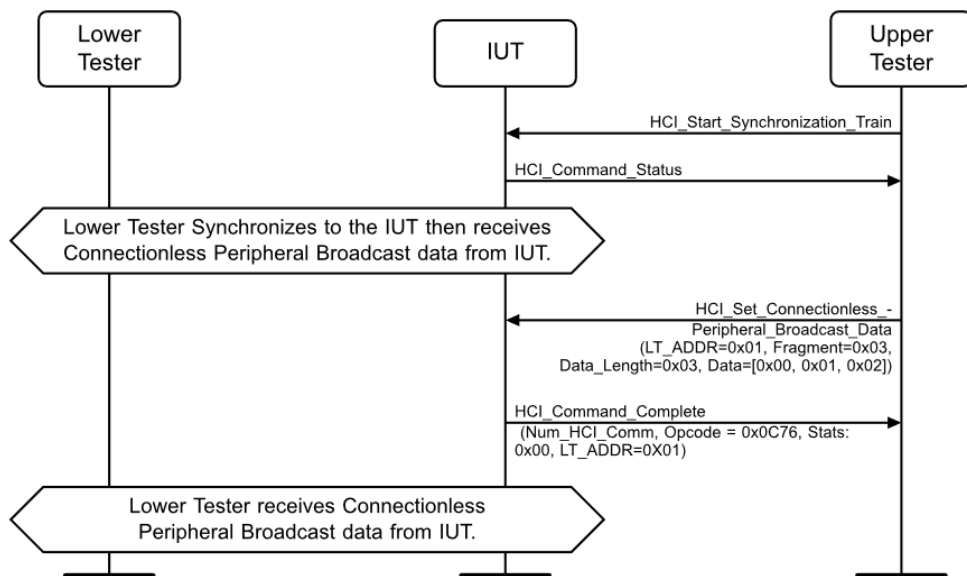 Lower
Tester
IUT
Upper
Tester
HCI_Start_Synchronization_Train
HCI_Command_Status
Lower Tester Synchronizes to the IUT then receives
Connectionless Peripheral Broadcast data from IUT.
HCI_Set_Connectionless_-
Peripheral_Broadcast_Data
(LT_ADDR=0x01, Fragment=0x03,
Data_Length=0x03, Data=[0x00, 0x01, 0x02])
HCI_Command_Complete
(Num_HCI_Comm, Opcode = 0x0C76, Stats:
0x00, LT_ADDR=0X01)
Lower Tester receives Connectionless
Peripheral Broadcast data from IUT.